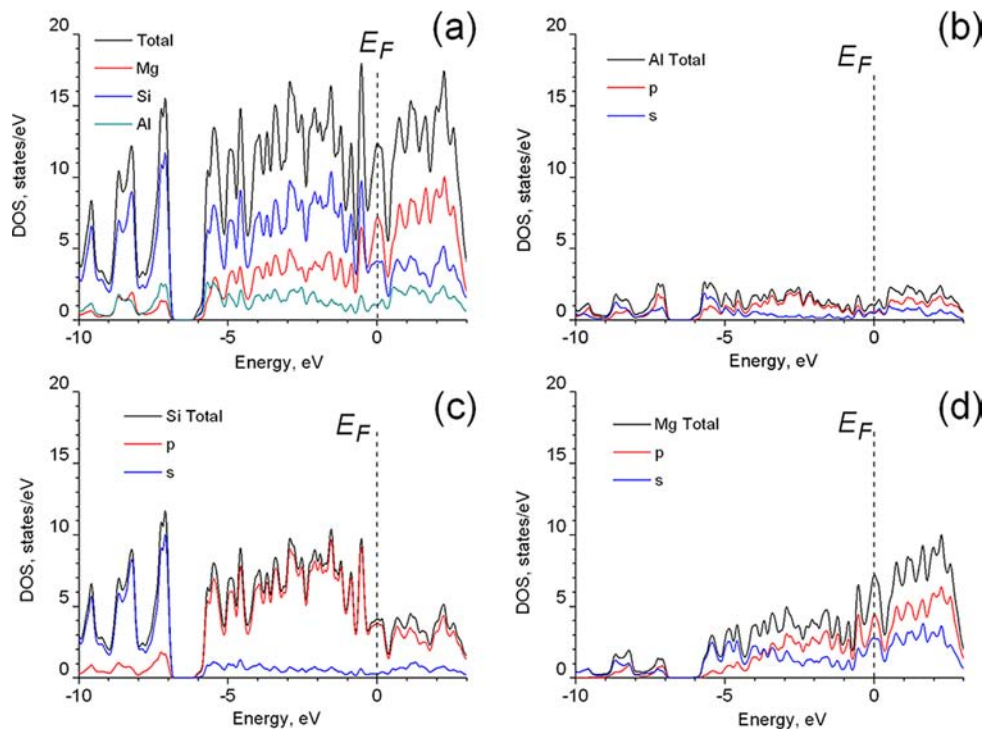 (a)
E_F
Total
Mg
Si
Al
DOS, states/eV
20
15
10
5
0
-10
-5
0
Energy, eV
(b)
E_F
Al Total
p
s
DOS, states/eV
20
15
10
5
0
-10
-5
0
Energy, eV
(c)
E_F
Si Total
p
s
DOS, states/eV
20
15
10
5
0
-10
-5
0
Energy, eV
(d)
E_F
Mg Total
p
s
DOS, states/eV
20
15
10
5
0
-10
-5
0
Energy, eV